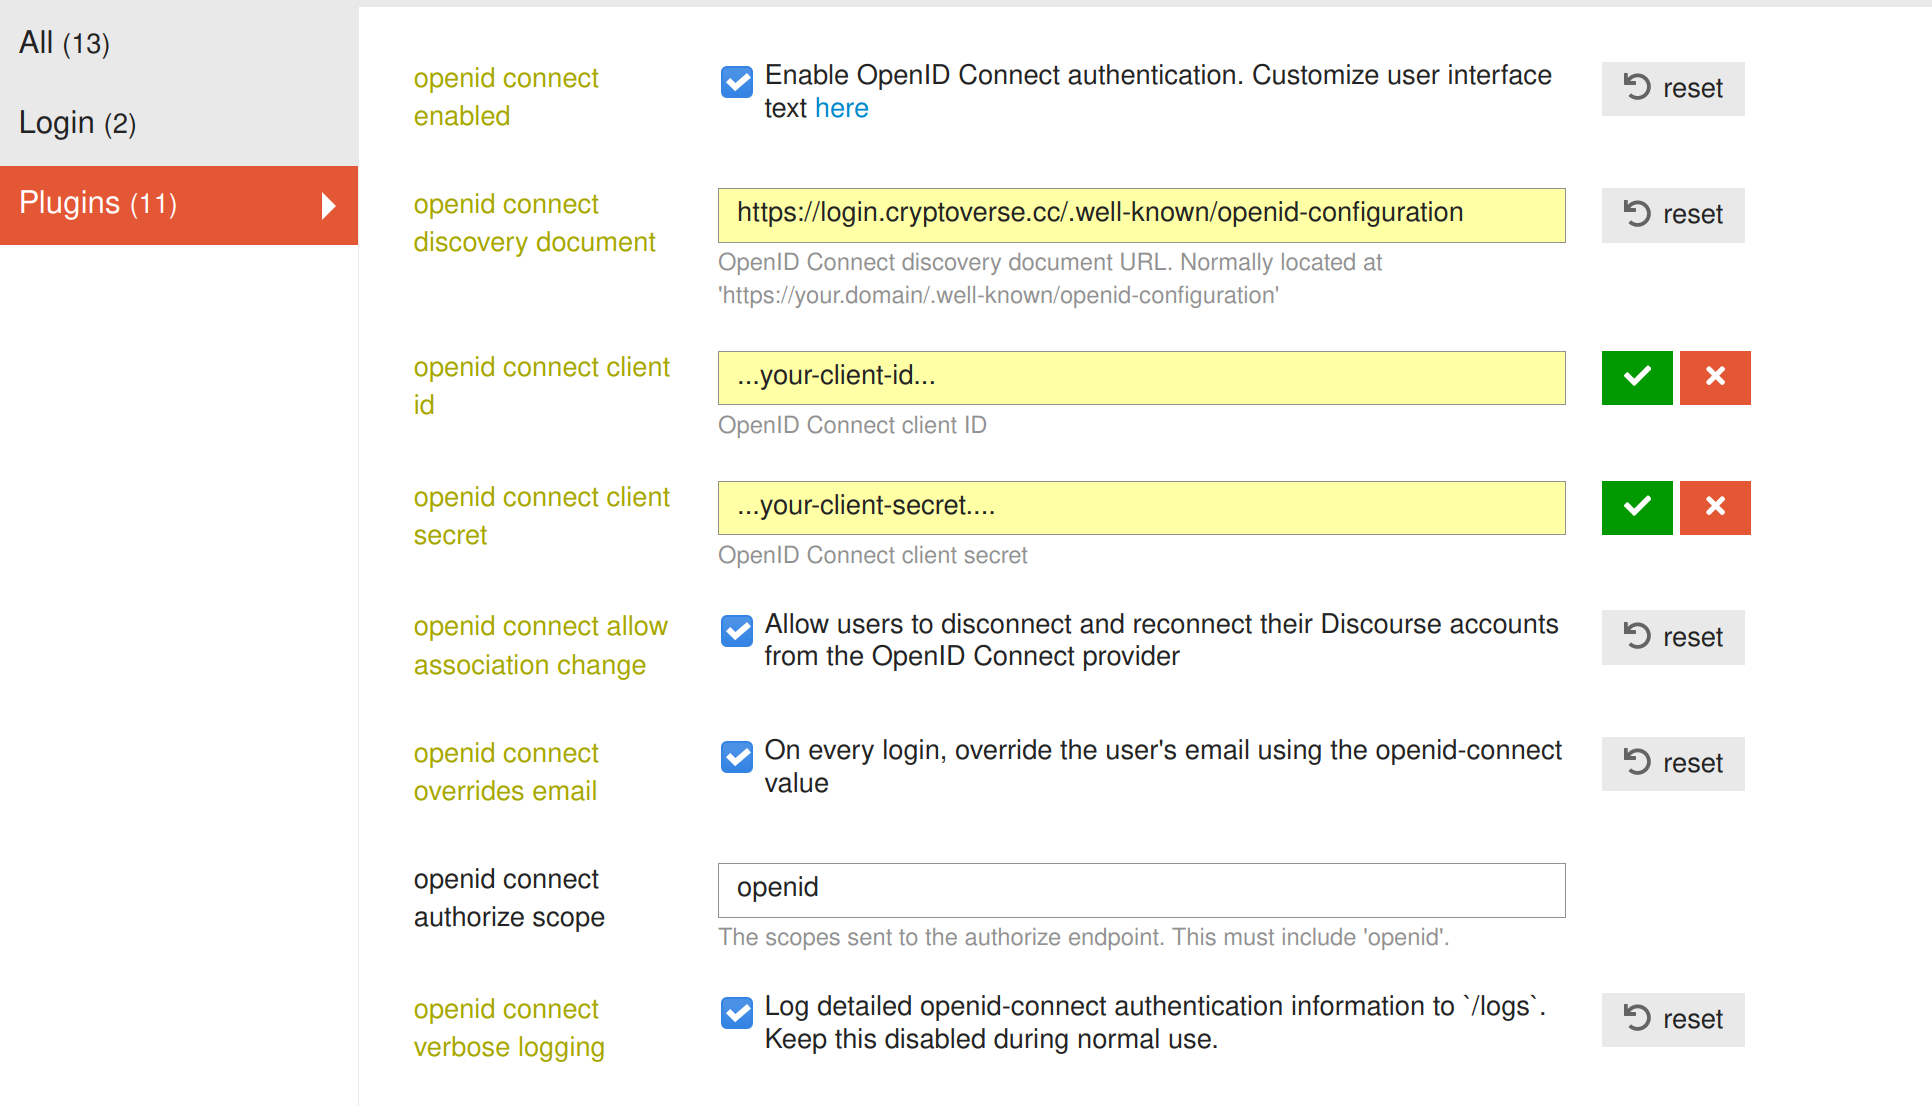 All (13)
Login (2)
Plugins (11)
openid connect
enabled
Enable OpenID Connect authentication. Customize user interface
text here
reset
openid connect
discovery document
https://login.cryptoverse.cc/.well-known/openid-configuration
reset
OpenID Connect discovery document URL. Normally located at
'https://your.domain/.well-known/openid-configuration'
openid connect client
id
...your-client-id...
OpenID Connect client ID
openid connect client
secret
...your-client-secret....
OpenID Connect client secret
openid connect allow
association change
Allow users to disconnect and reconnect their Discourse accounts
from the OpenID Connect provider
reset
openid connect
overrides email
On every login, override the user's email using the openid-connect
value
reset
openid connect
authorize scope
openid
The scopes sent to the authorize endpoint. This must include 'openid'.
openid connect
verbose logging
Log detailed openid-connect authentication information to `/logs`.
Keep this disabled during normal use.
reset